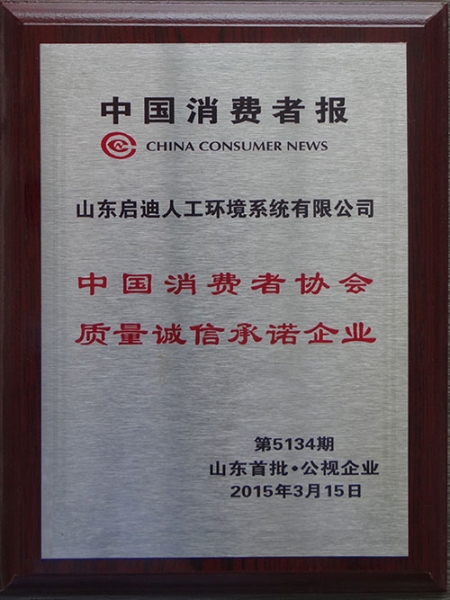 中国消费者报
CHINA CONSUMER NEWS
山东启迪人工环境系统有限公司
中国消费者协会
质量诚信承诺企业
第5134期
山东首批·公视企业
2015年3月15日